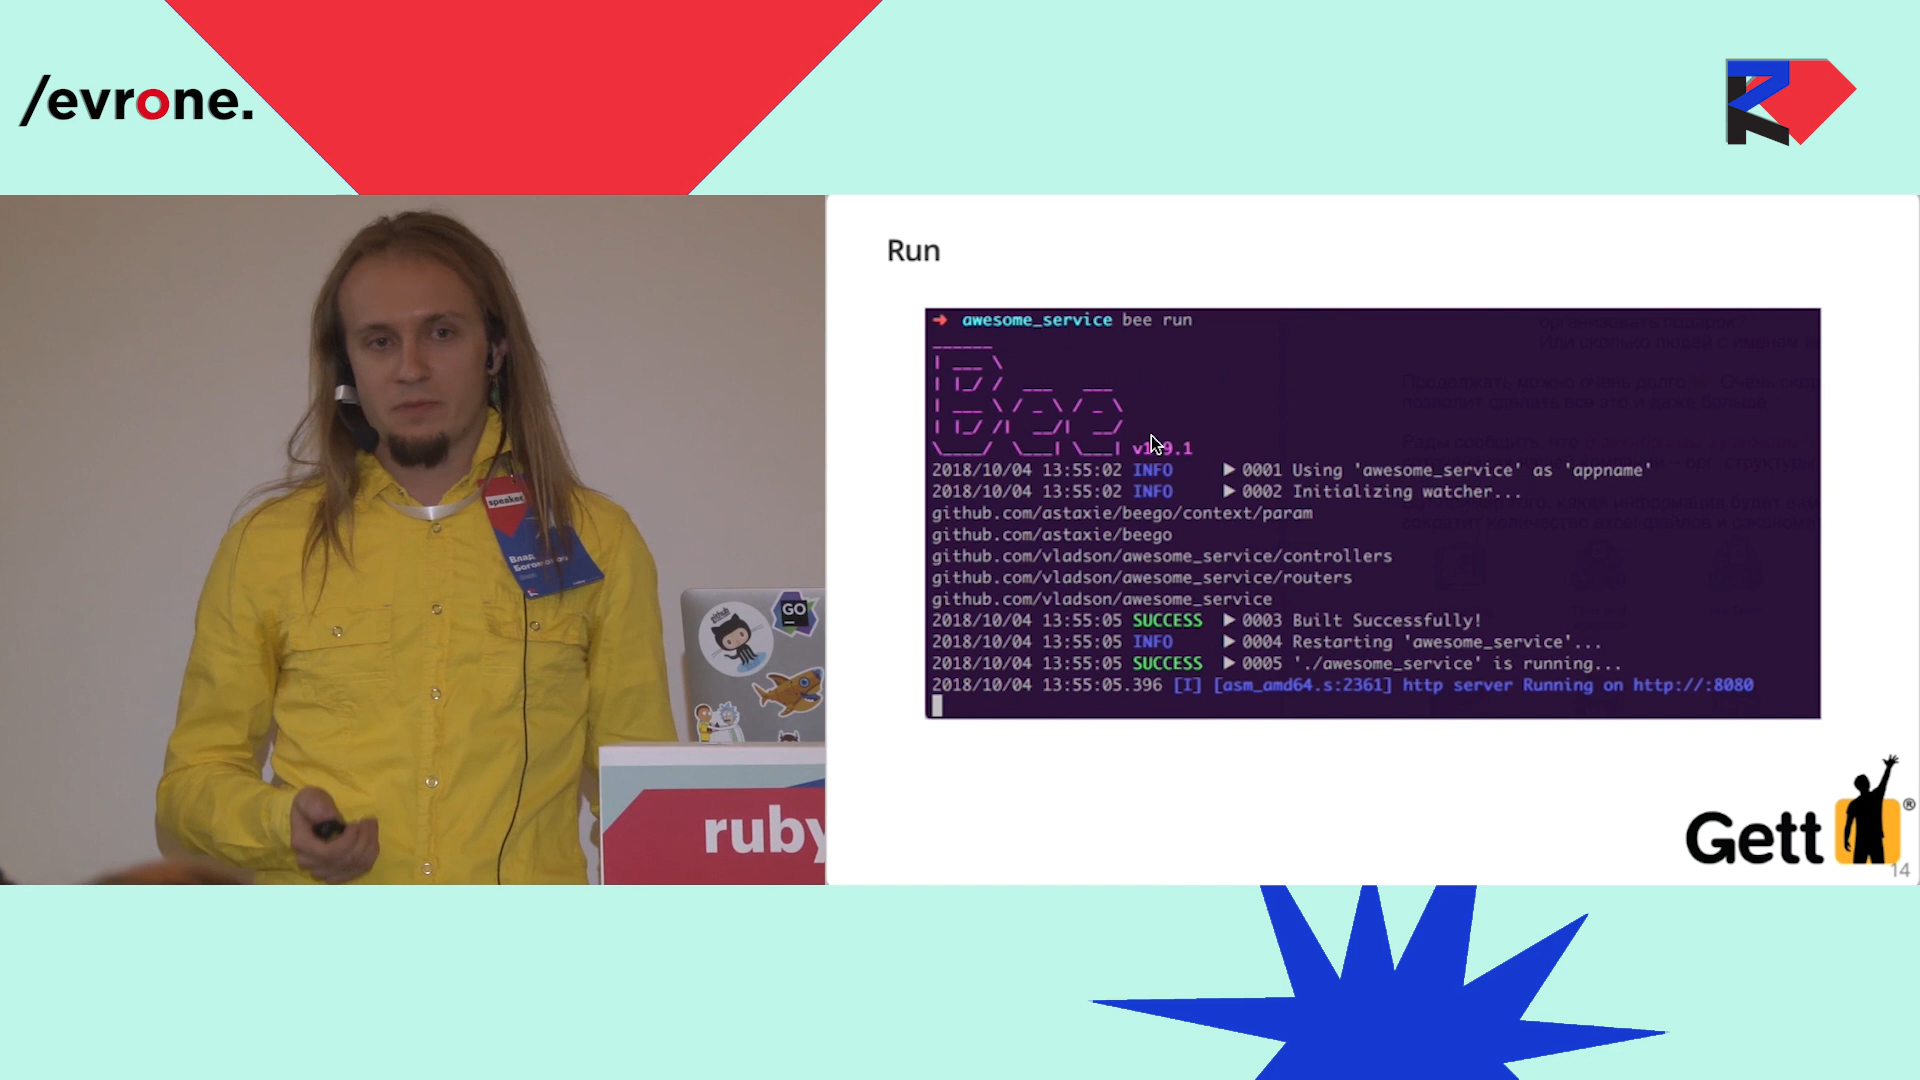 /evrone.
speaker
Влад
GO
ruby
Run
➜ awesome_service bee run
v1.9.1
2018/10/04 13:55:02 INFO ▶ 0001 Using 'awesome_service' as 'appname'
2018/10/04 13:55:02 INFO ▶ 0002 Initializing watcher...
github.com/astaxie/beego/context/param
github.com/astaxie/beego
github.com/vladson/awesome_service/controllers
github.com/vladson/awesome_service/routers
github.com/vladson/awesome_service
2018/10/04 13:55:05 SUCCESS ▶ 0003 Built Successfully!
2018/10/04 13:55:05 INFO ▶ 0004 Restarting 'awesome_service'...
2018/10/04 13:55:05 SUCCESS ▶ 0005 './awesome_service' is running...
2018/10/04 13:55:05.396 [I] [asm_amd64.s:2361] http server Running on http://:8080
Gett®
14